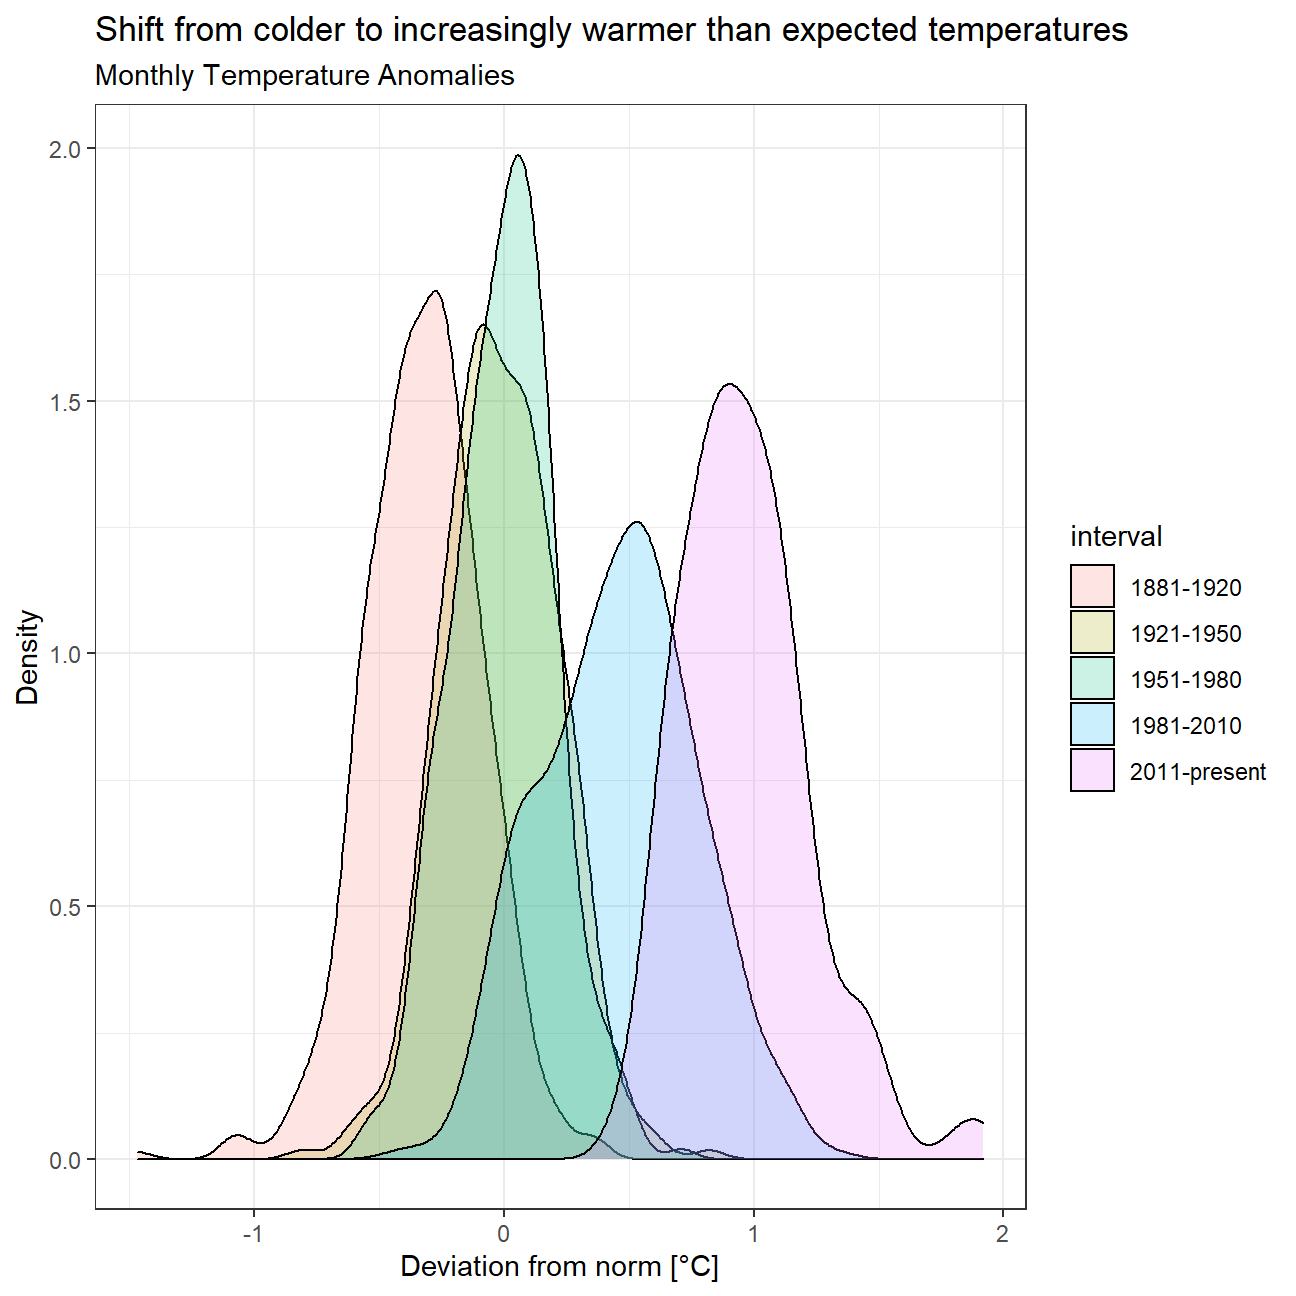 Shift from colder to increasingly warmer than expected temperatures
Monthly Temperature Anomalies
2.0
1.5
1.0
0.5
0.0
Density
-1
0
1
2
Deviation from norm [°C]
interval
1881-1920
1921-1950
1951-1980
1981-2010
2011-present